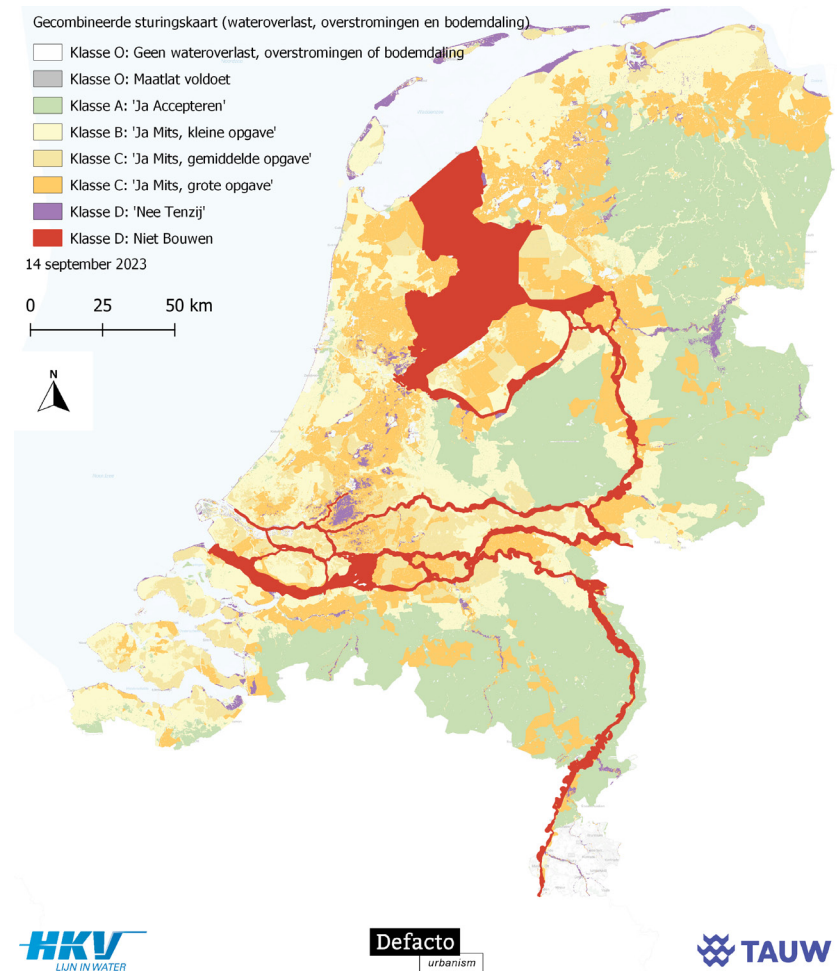 Gecombineerde sturingskaart (wateroverlast, overstromingen en bodemdaling)
Klasse O: Geen wateroverlast, overstromingen of bodemdaling
Klasse O: Maatlat voldoet
Klasse A: 'Ja Accepteren'
Klasse B: 'Ja Mits, kleine opgave'
Klasse C: 'Ja Mits, gemiddelde opgave'
Klasse C: 'Ja Mits, grote opgave'
Klasse D: 'Nee Tenzij'
Klasse D: Niet Bouwen
14 september 2023
0 25 50 km
N
HKV
LIJN IN WATER
Defacto
urbanism
TAUW